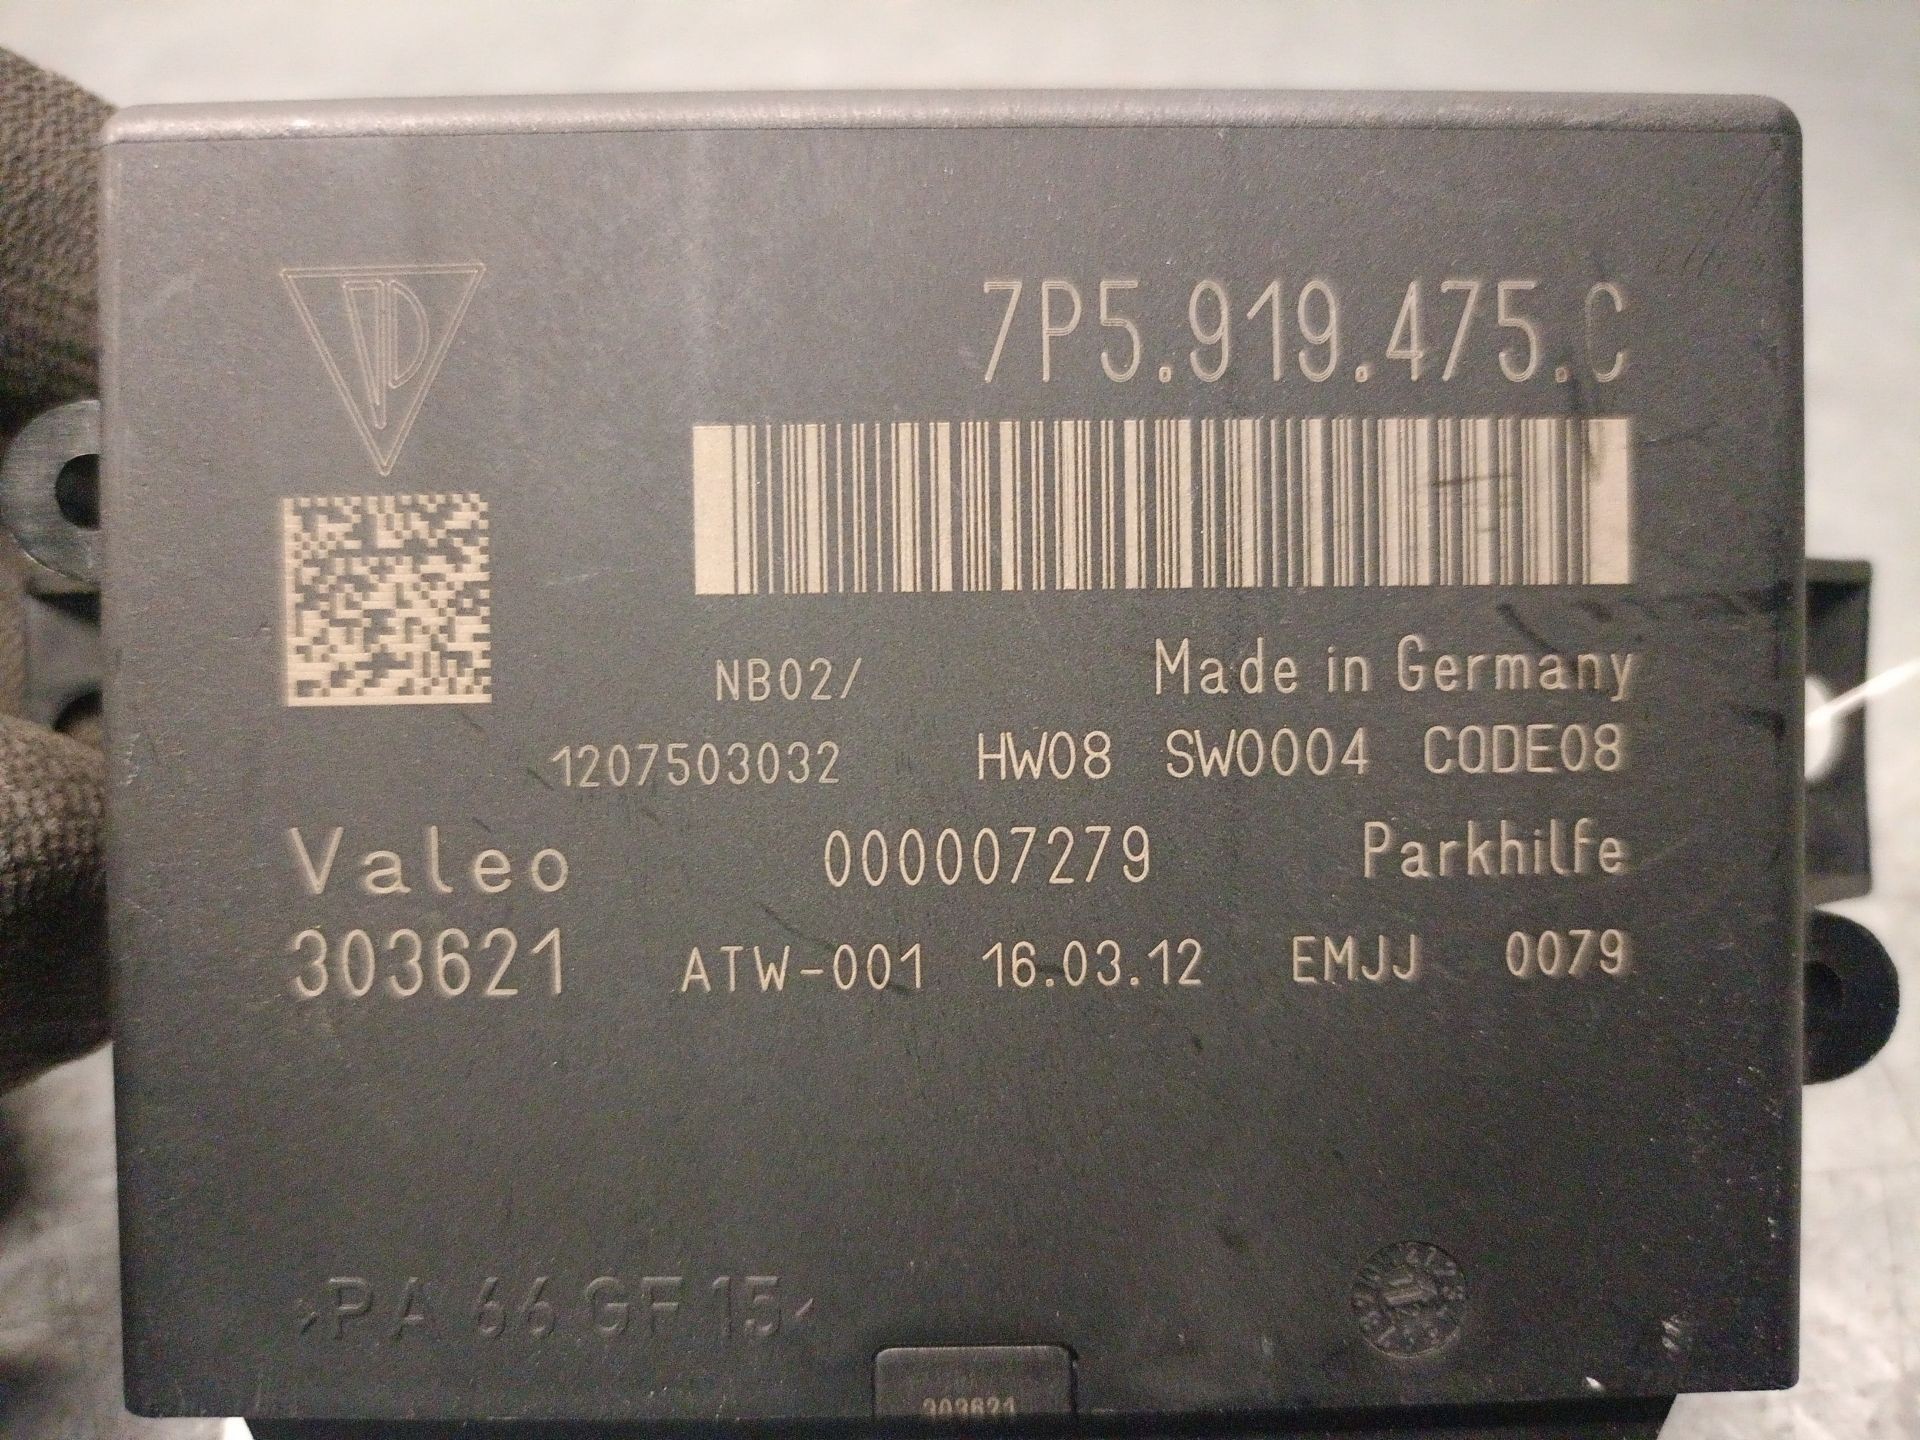 7P5.919.475.C
NB02/ Made in Germany
1207503032 HW08 SW0004 CODE08
Valeo 000007279 Parkhilfe
303621 ATW-001 16.03.12 EMJJ 0079
>PA 66 GF 15<
303621